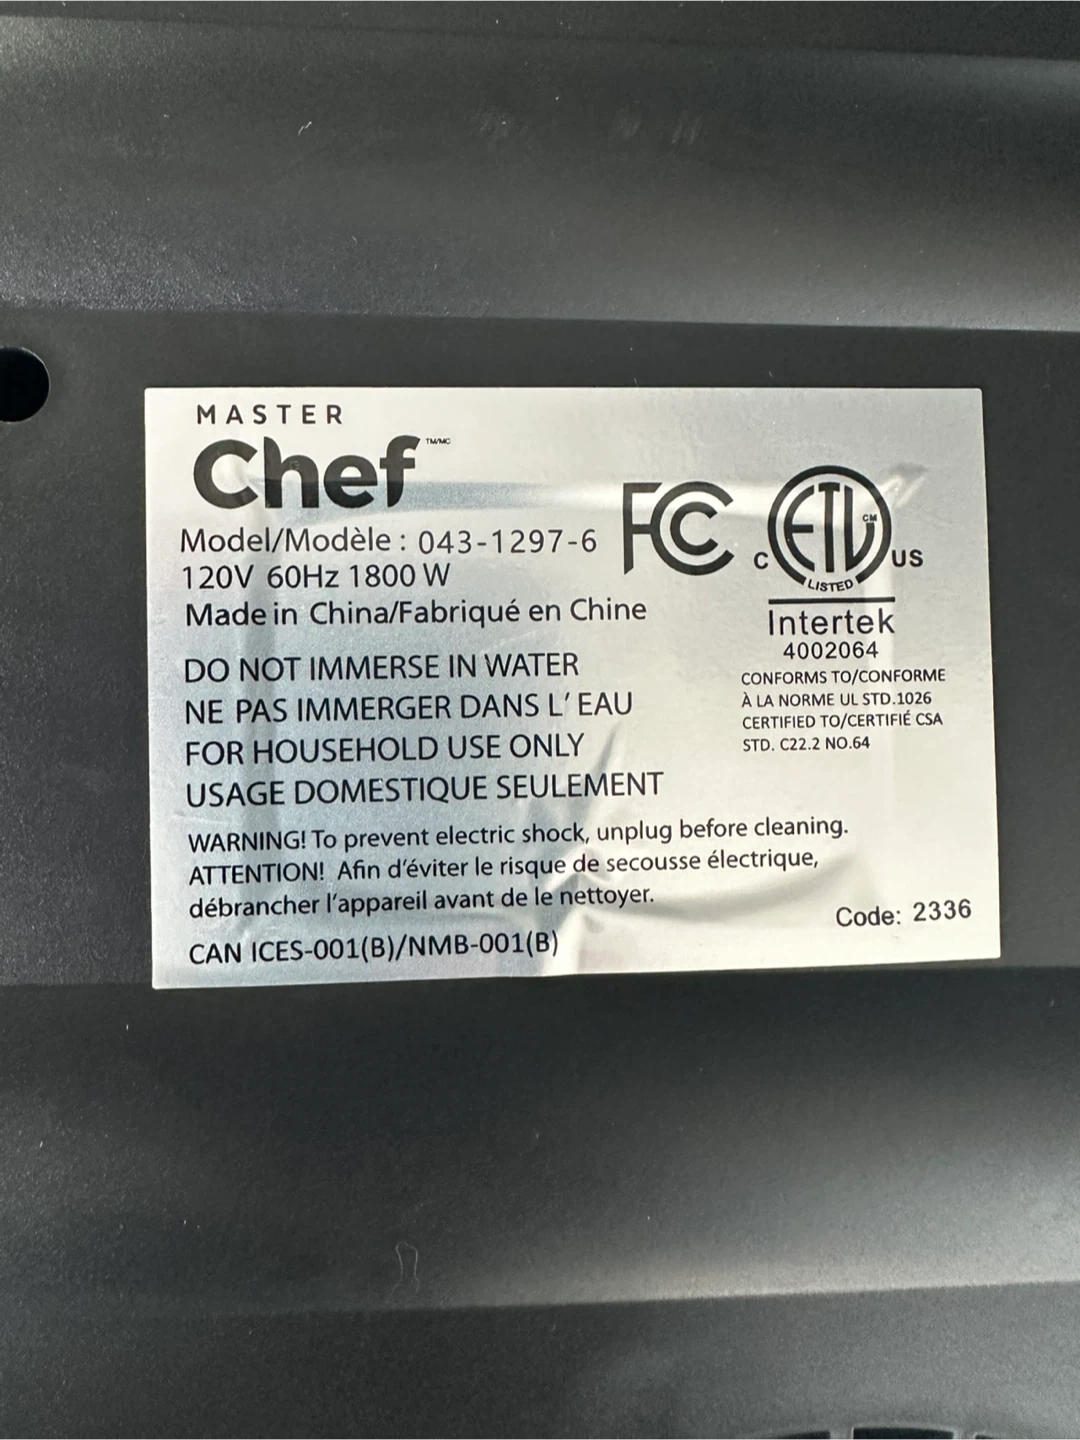 MASTER
Chef TM/MC
Model/Modèle : 043-1297-6
120V 60Hz 1800 W
Made in China/Fabriqué en Chine
DO NOT IMMERSE IN WATER
NE PAS IMMERGER DANS L' EAU
FOR HOUSEHOLD USE ONLY
USAGE DOMESTIQUE SEULEMENT
WARNING! To prevent electric shock, unplug before cleaning.
ATTENTION! Afin d'éviter le risque de secousse électrique,
débrancher l'appareil avant de le nettoyer.
CAN ICES-001(B)/NMB-001(B)
FC
C ETL CM US
LISTED
Intertek
4002064
CONFORMS TO/CONFORME
À LA NORME UL STD.1026
CERTIFIED TO/CERTIFIÉ CSA
STD. C22.2 NO.64
Code: 2336